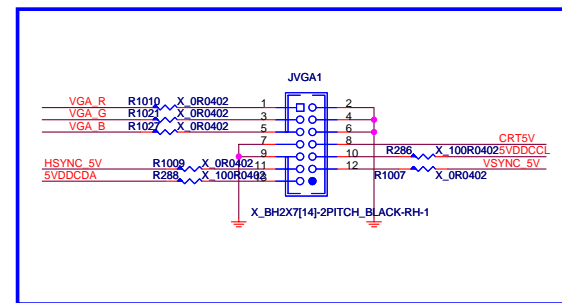 JVGA1
VGA_R R1010 X_0R0402 1 2
VGA_G R1021 X_0R0402 3 4
VGA_B R1027 X_0R0402 5 6
7 8 CRT5V
9 10 R286 X_100R0402 5VDDCCL
HSYNC_5V R1009 X_0R0402 11 12 VSYNC_5V
5VDDCDA R288 X_100R0402 R1007 X_0R0402
X_BH2X7[14]-2PITCH_BLACK-RH-1